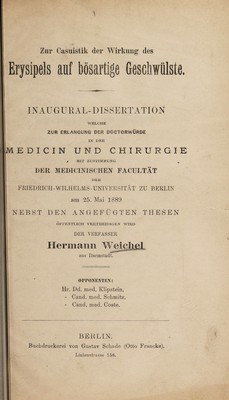 Zur Casuistik der Wirkung des
Erysipels auf bösartige Geschwülste.
INAUGURAL-DISSERTATION
WELCHE
ZUR ERLANGUNG DER DOCTORWÜRDE
IN DER
MEDICIN UND CHIRURGIE
MIT ZUSTIMMUNG
DER MEDICINISCHEN FACULTÄT
DER
FRIEDRICH-WILHELMS-UNIVERSITÄT ZU BERLIN
am 25. Mai 1889
NEBST DEN ANGEFÜGTEN THESEN
ÖFFENTLICH VERTHEIDIGEN WIRD
DER VERFASSER
Hermann Weichel
aus Darmstadt.
OPPONENTEN:
Hr. Dd. med. Klipstein,
- Cand. med. Schmitz,
- Cand. med. Coste.
BERLIN.
Buchdruckerei von Gustav Schade (Otto Francke).
Linienstrasse 158.